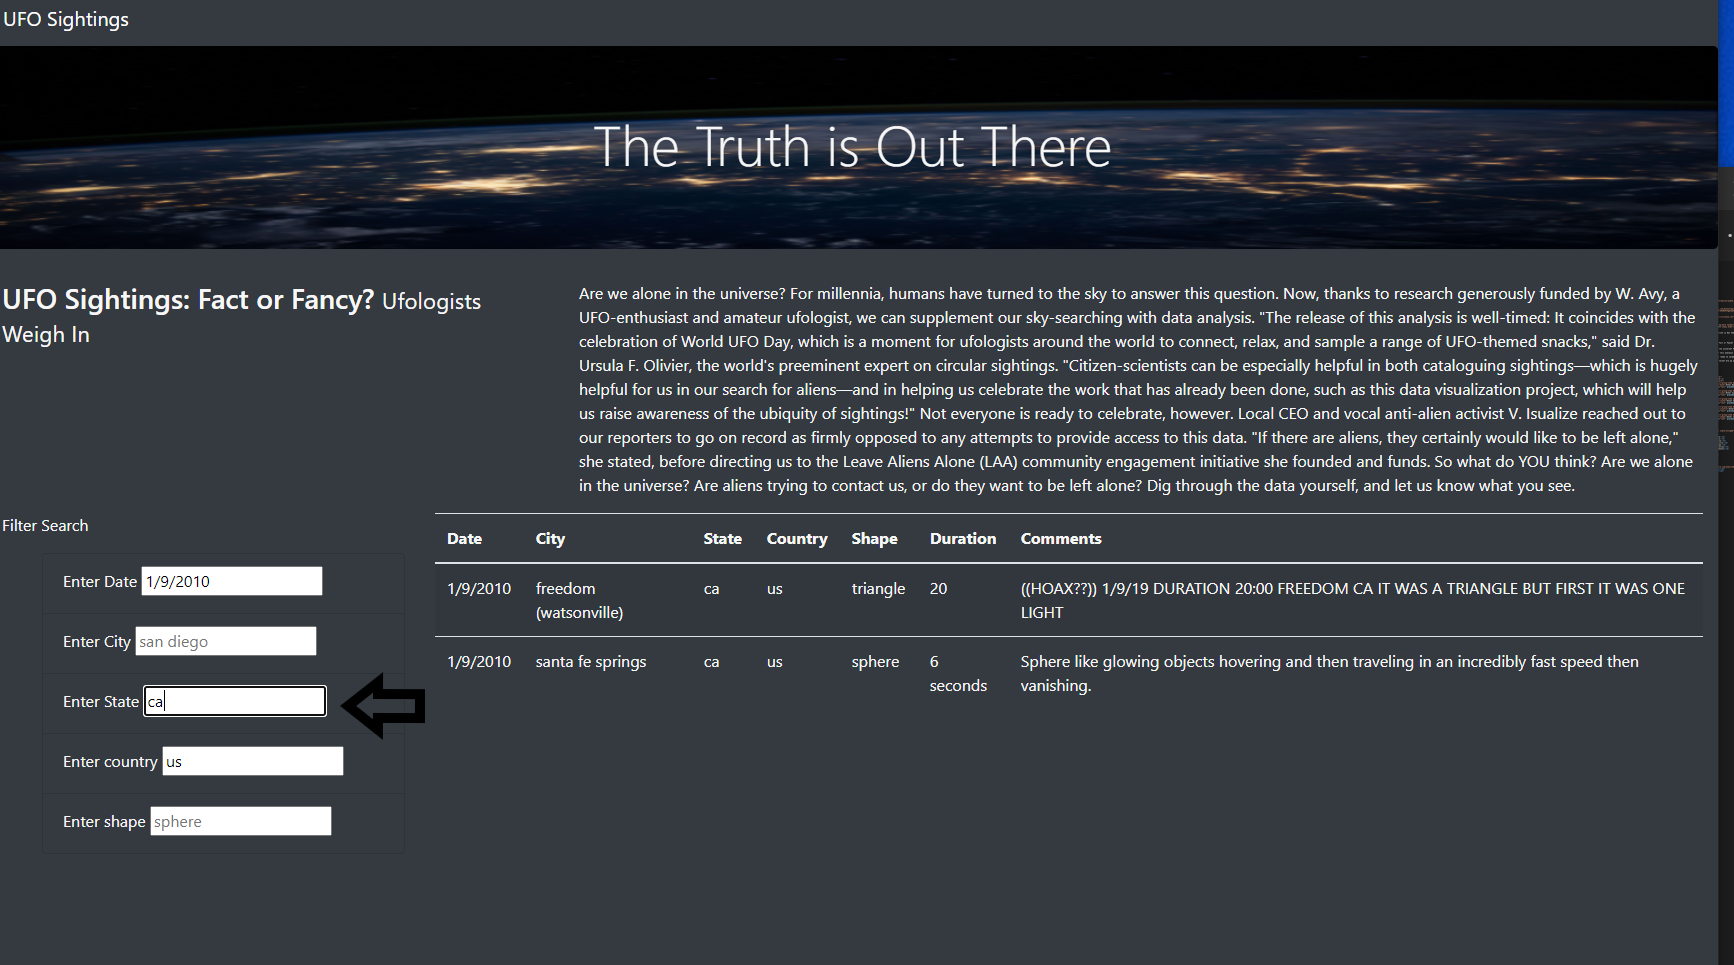 UFO Sightings
The Truth is Out There
UFO Sightings: Fact or Fancy? Ufologists
Weigh In
Are we alone in the universe? For millennia, humans have turned to the sky to answer this question. Now, thanks to research generously funded by W. Avy, a
UFO-enthusiast and amateur ufologist, we can supplement our sky-searching with data analysis. "The release of this analysis is well-timed: It coincides with the
celebration of World UFO Day, which is a moment for ufologists around the world to connect, relax, and sample a range of UFO-themed snacks," said Dr.
Ursula F. Olivier, the world's preeminent expert on circular sightings. "Citizen-scientists can be especially helpful in both cataloguing sightings—which is hugely
helpful for us in our search for aliens—and in helping us celebrate the work that has already been done, such as this data visualization project, which will help
us raise awareness of the ubiquity of sightings!" Not everyone is ready to celebrate, however. Local CEO and vocal anti-alien activist V. Isualize reached out to
our reporters to go on record as firmly opposed to any attempts to provide access to this data. "If there are aliens, they certainly would like to be left alone,"
she stated, before directing us to the Leave Aliens Alone (LAA) community engagement initiative she founded and funds. So what do YOU think? Are we alone
in the universe? Are aliens trying to contact us, or do they want to be left alone? Dig through the data yourself, and let us know what you see.
Filter Search
Enter Date 1/9/2010
Enter City san diego
Enter State ca
Enter country us
Enter shape sphere
Date City State Country Shape Duration Comments
1/9/2010 freedom ca us triangle 20 ((HOAX??)) 1/9/19 DURATION 20:00 FREEDOM CA IT WAS A TRIANGLE BUT FIRST IT WAS ONE
(watsonville) LIGHT
1/9/2010 santa fe springs ca us sphere 6 Sphere like glowing objects hovering and then traveling in an incredibly fast speed then
seconds vanishing.